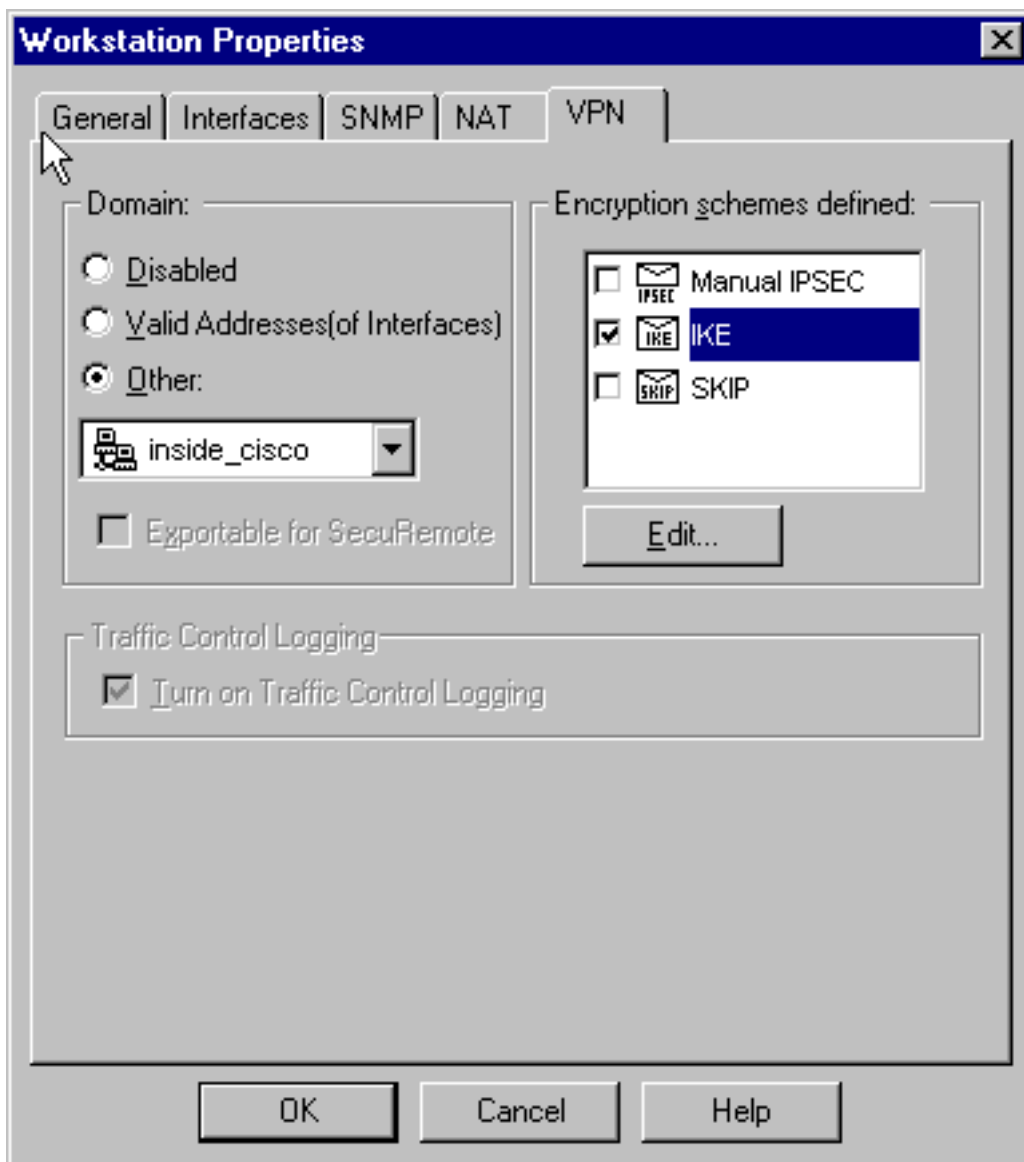 Workstation Properties
General Interfaces SNMP NAT VPN
Domain:
Disabled
Valid Addresses(of Interfaces)
Other:
inside_cisco
Exportable for SecuRemote
Encryption schemes defined:
IPSEC Manual IPSEC
IKE IKE
SKIP SKIP
Edit...
Traffic Control Logging
Turn on Traffic Control Logging
OK Cancel Help